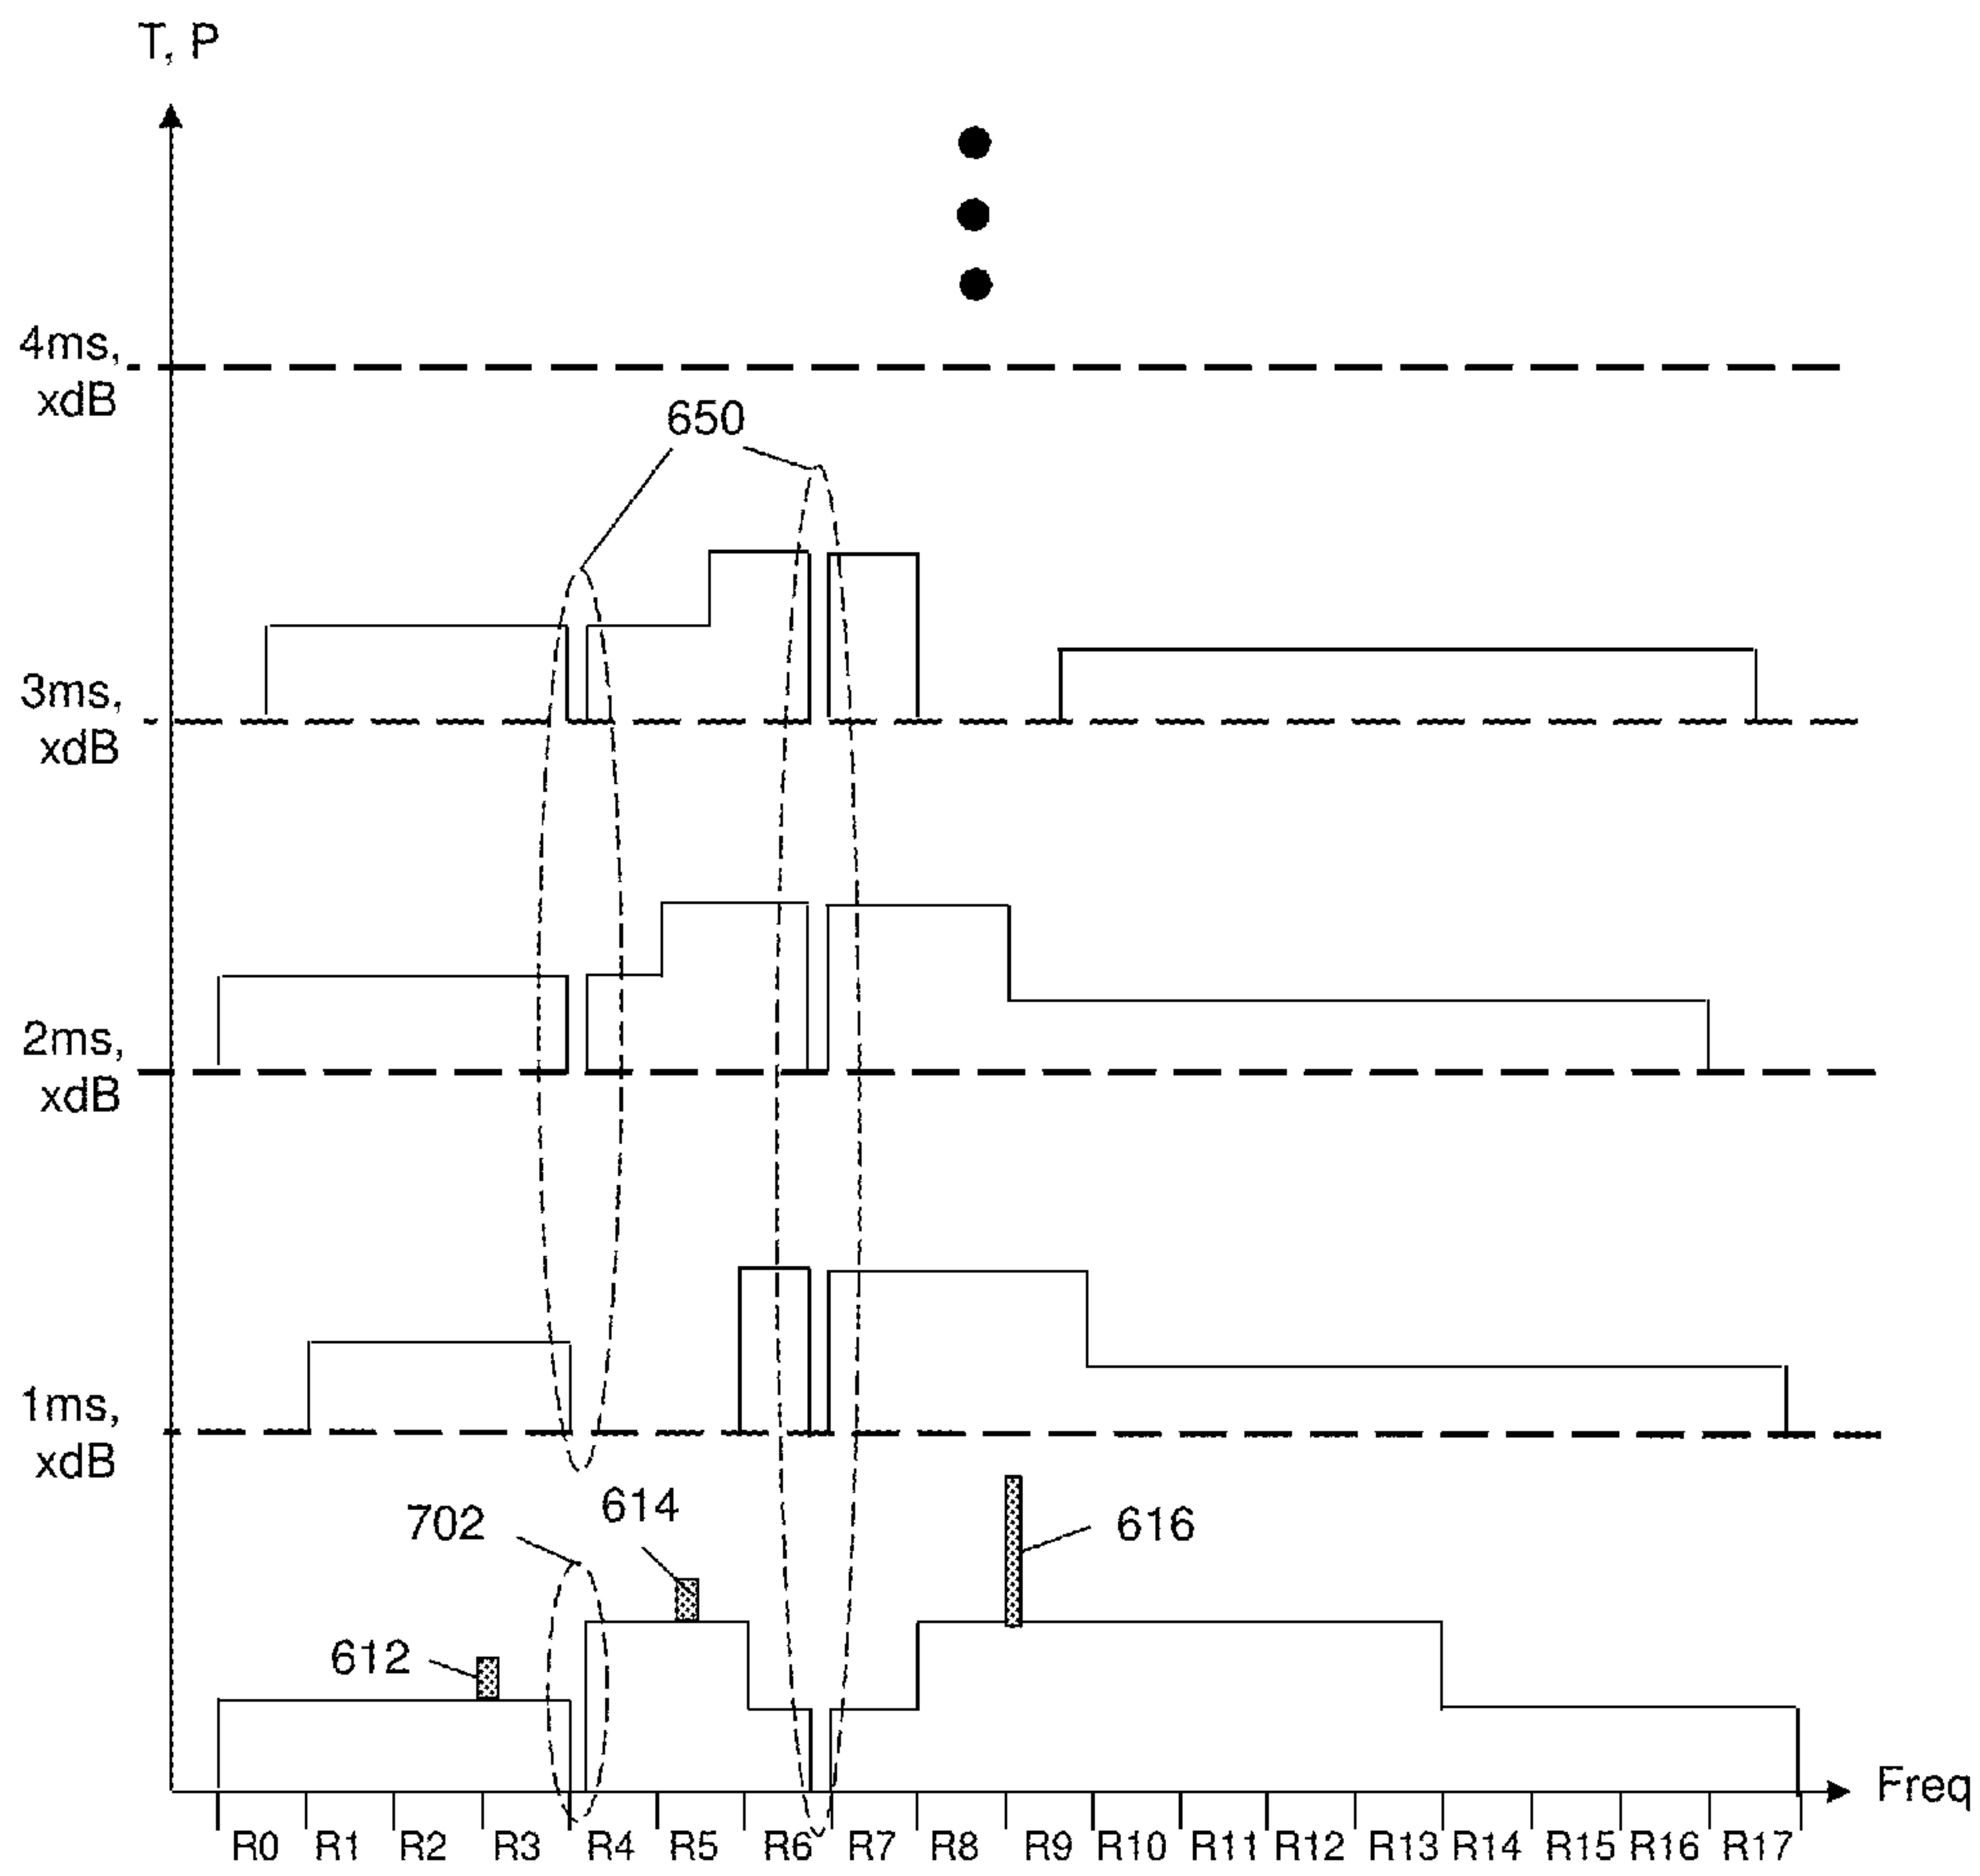 T, P
4ms,
xdB
650
3ms,
xdB
2ms,
xdB
1ms,
xdB
702
614
616
612
Freq
R0 R1 R2 R3 R4 R5 R6 R7 R8 R9 R10 R11 R12 R13 R14 R15 R16 R17